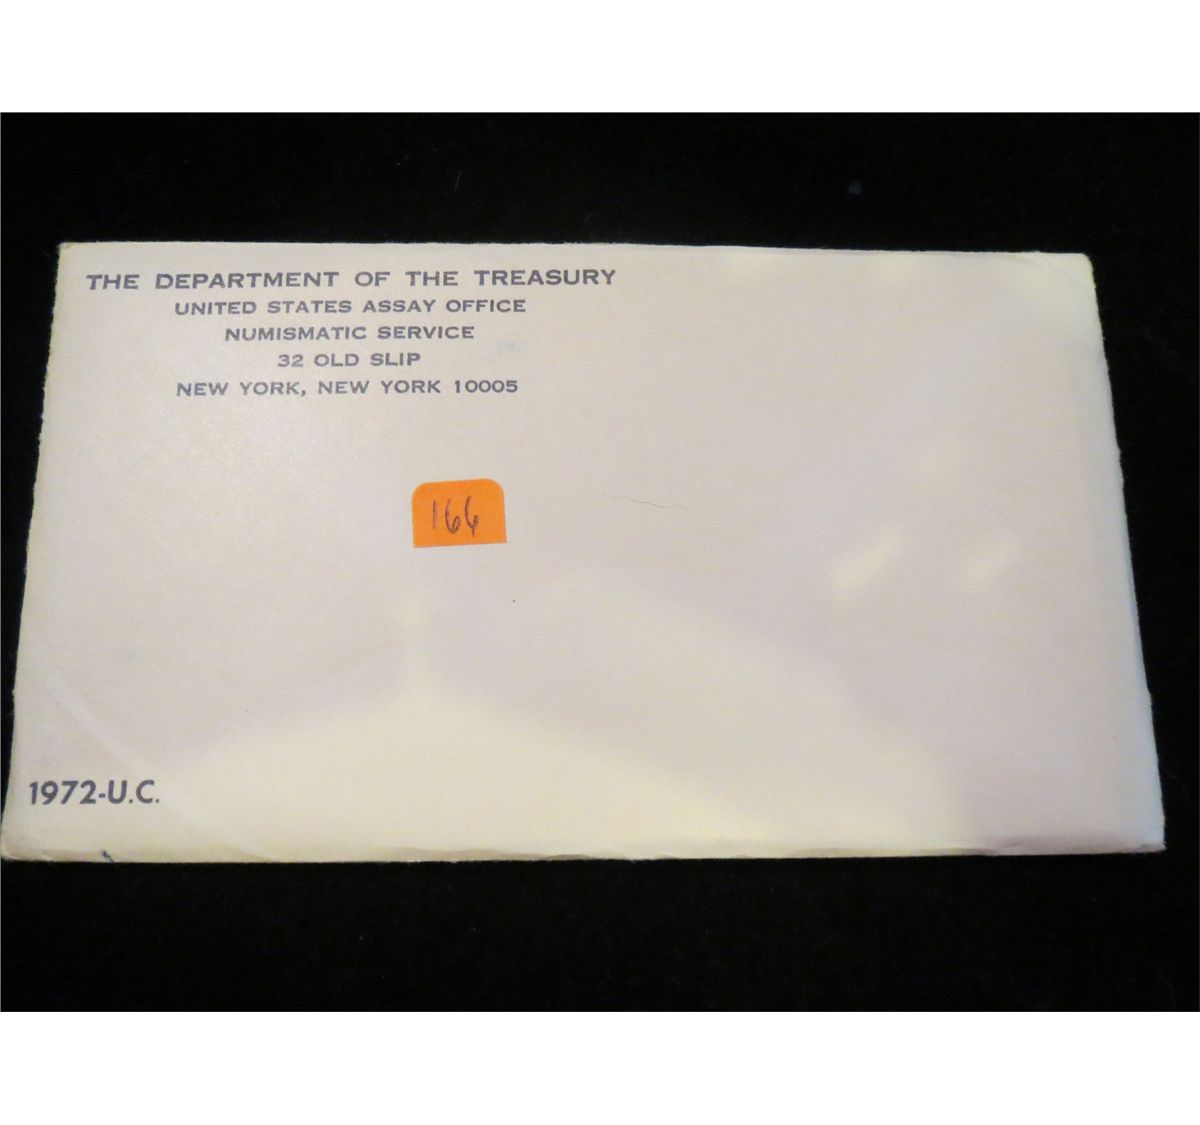 THE DEPARTMENT OF THE TREASURY
UNITED STATES ASSAY OFFICE
NUMISMATIC SERVICE
32 OLD SLIP
NEW YORK, NEW YORK 10005
166
1972-U.C.